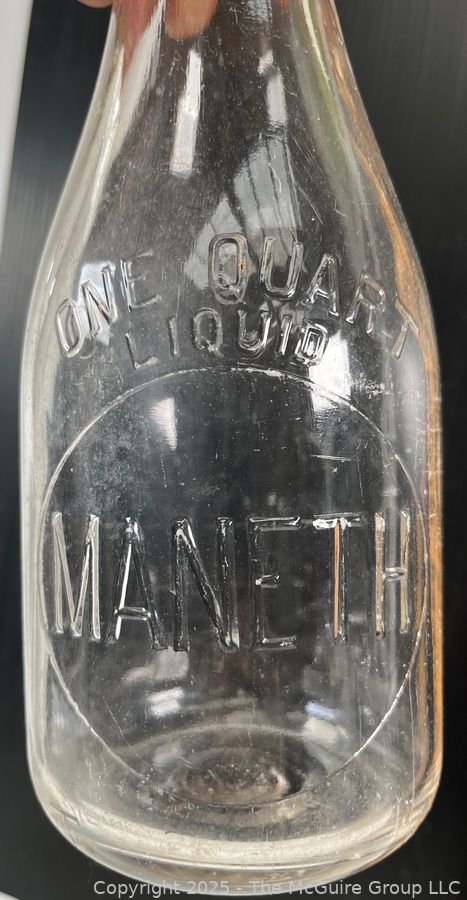 ONE QUART
LIQUID
MANETH
Copyright 2025 - The McGuire Group LLC